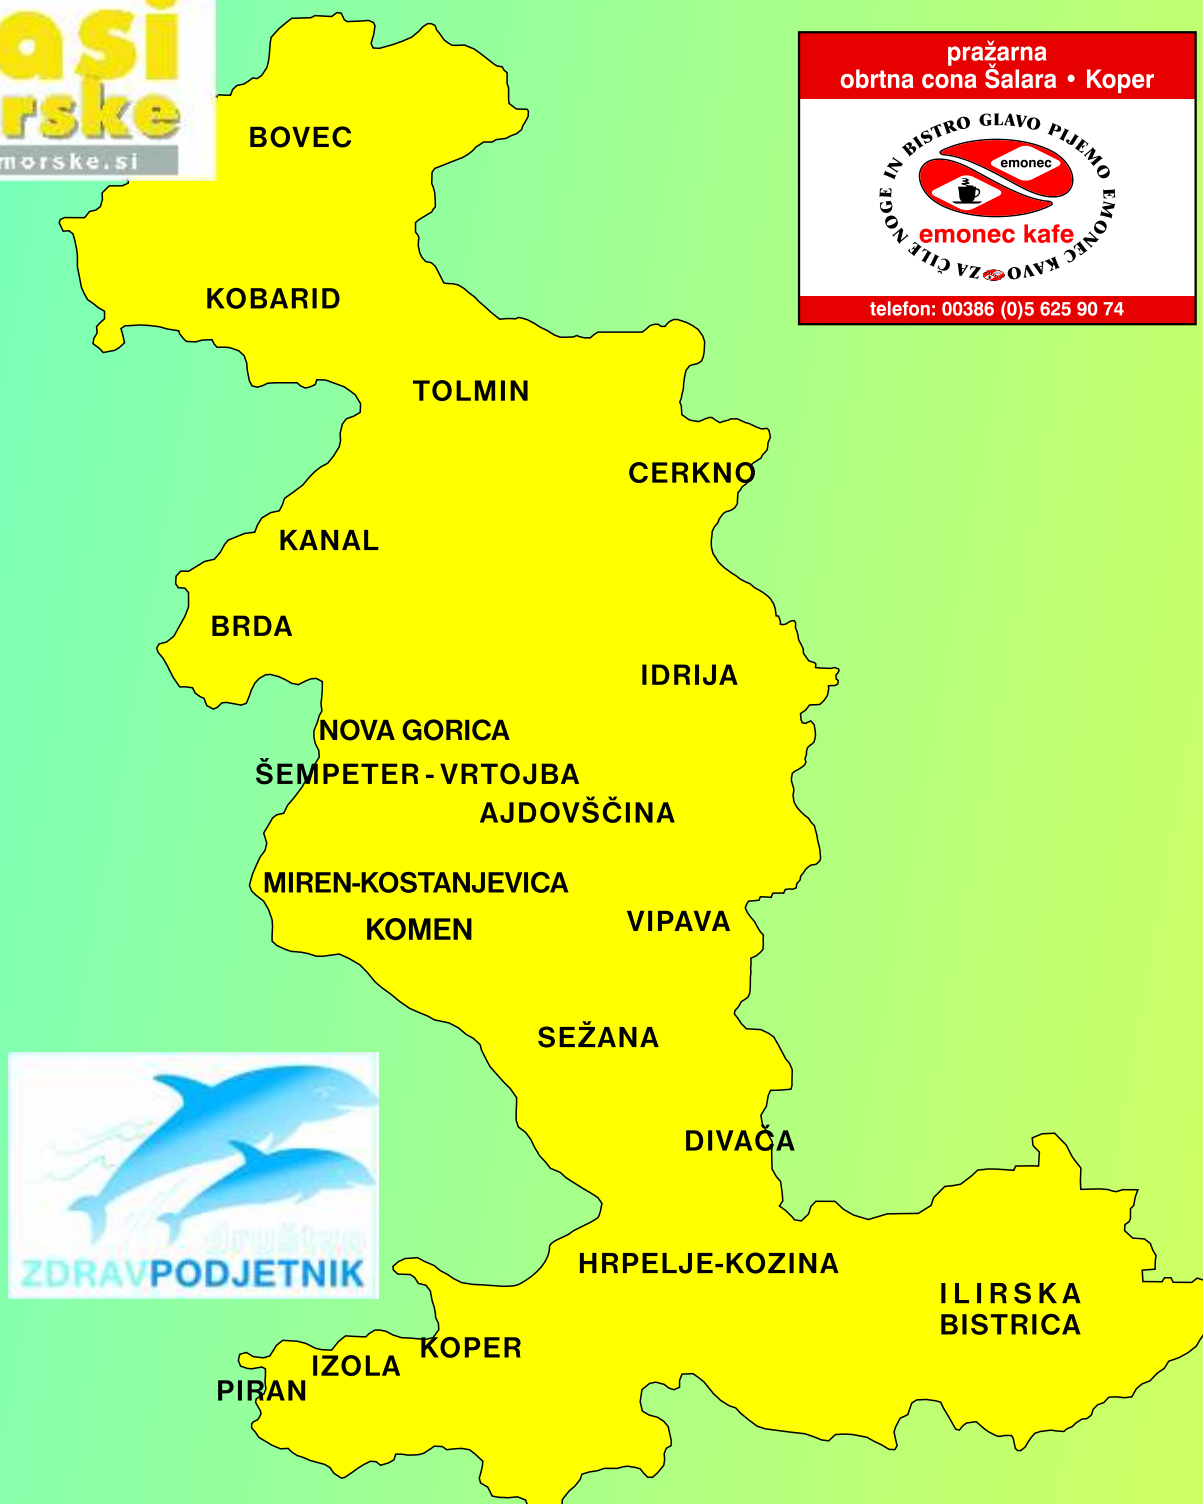 asi
rske
morske.si
pražarna
obrtna cona Šalara • Koper
ZA ČILE NOGE IN BISTRO GLAVO PIJEMO EMONEC KAVO
emonec
emonec kafe
telefon: 00386 (0)5 625 90 74
BOVEC
KOBARID
TOLMIN
CERKNO
KANAL
BRDA
IDRIJA
NOVA GORICA
ŠEMPETER - VRTOJBA
AJDOVŠČINA
MIREN-KOSTANJEVICA
VIPAVA
KOMEN
SEŽANA
DIVAČA
društvo
ZDRAVPODJETNIK
HRPELJE-KOZINA
ILIRSKA
BISTRICA
KOPER
IZOLA
PIRAN